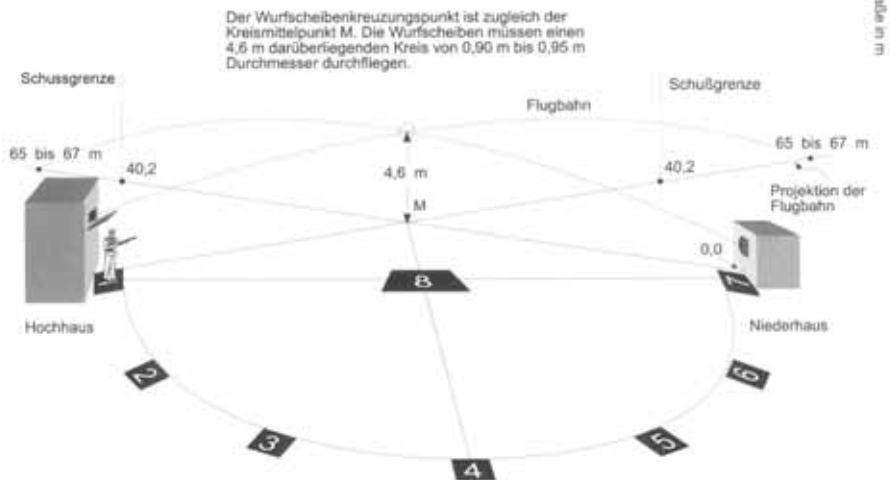 Der Wurfscheibenkreuzungspunkt ist zugleich der
Kreismittelpunkt M. Die Wurfscheiben müssen einen
4,6 m darüberliegenden Kreis von 0,90 m bis 0,95 m
Durchmesser durchfliegen.
aße in m
Schussgrenze
Flugbahn
Schußgrenze
65 bis 67 m
40,2
4,6 m
40,2
65 bis 67 m
Projektion der
Flugbahn
M
0,0
1
8
7
Hochhaus
Niederhaus
2
6
3
5
4